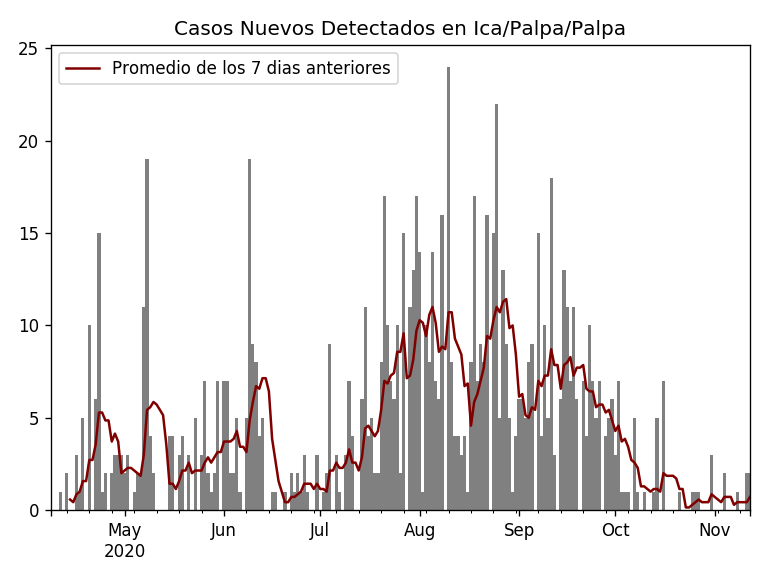 Casos Nuevos Detectados en Ica/Palpa/Palpa
Promedio de los 7 dias anteriores
25
20
15
10
5
0
May Jun Jul Aug Sep Oct Nov
2020